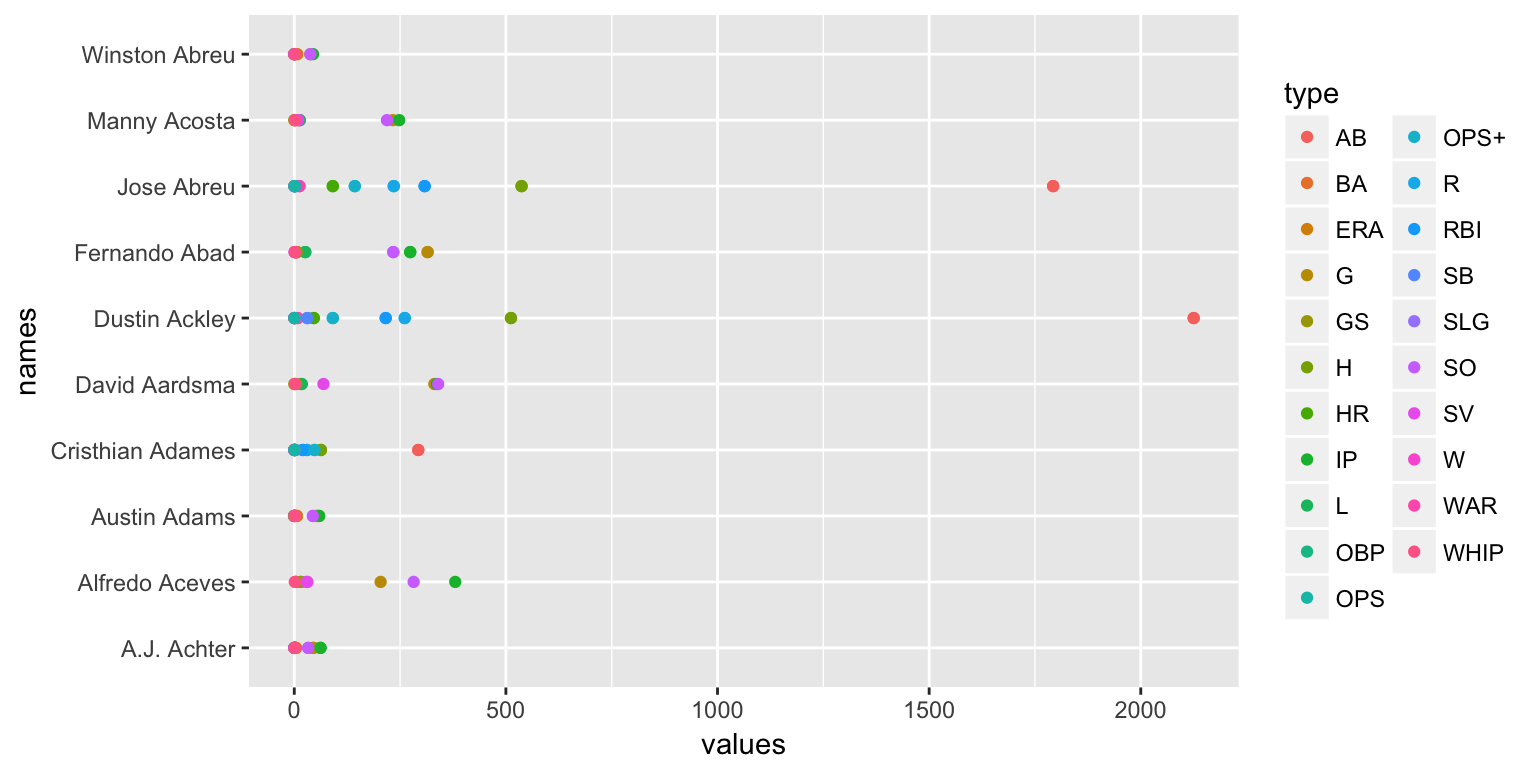 Winston Abreu
Manny Acosta
Jose Abreu
Fernando Abad
Dustin Ackley
David Aardsma
Cristhian Adames
Austin Adams
Alfredo Aceves
A.J. Achter
names
0 500 1000 1500 2000
values
type
AB OPS+
BA R
ERA RBI
G SB
GS SLG
H SO
HR SV
IP W
L WAR
OBP WHIP
OPS